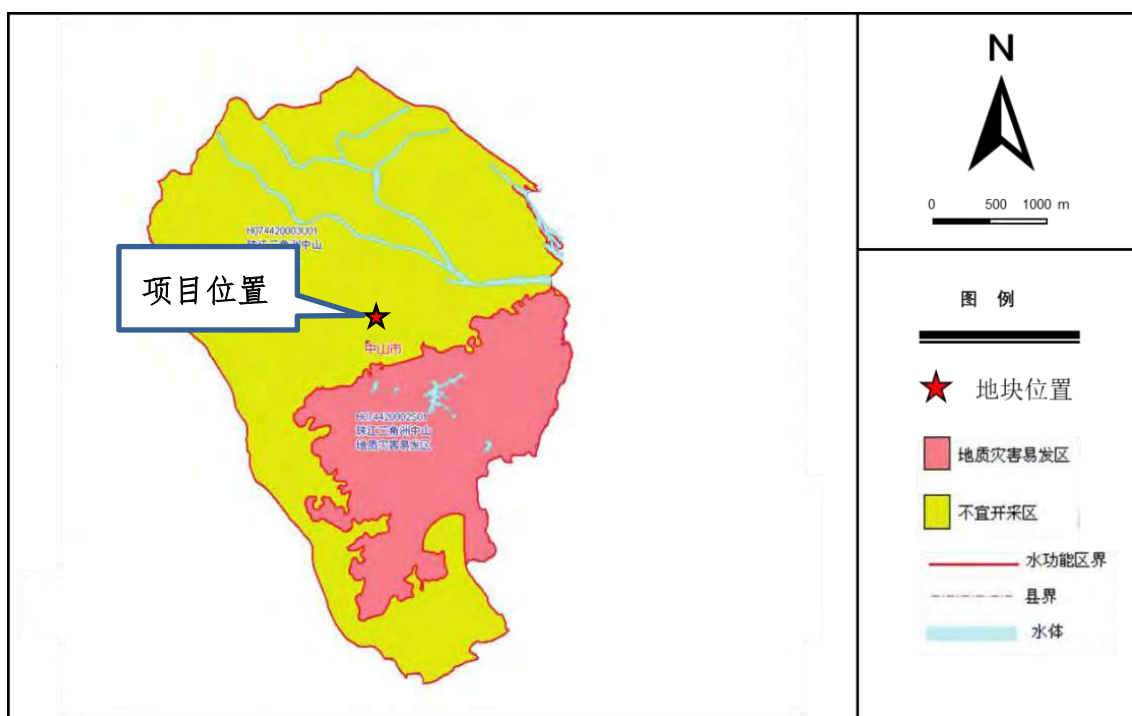 H074420003U01
珠江三角洲中山
项目位置
中山市
H074420002S01
珠江三角洲中山
地质灾害易发区
N
0 500 1000 m
图 例
地块位置
地质灾害易发区
不宜开采区
水功能区界
县界
水体